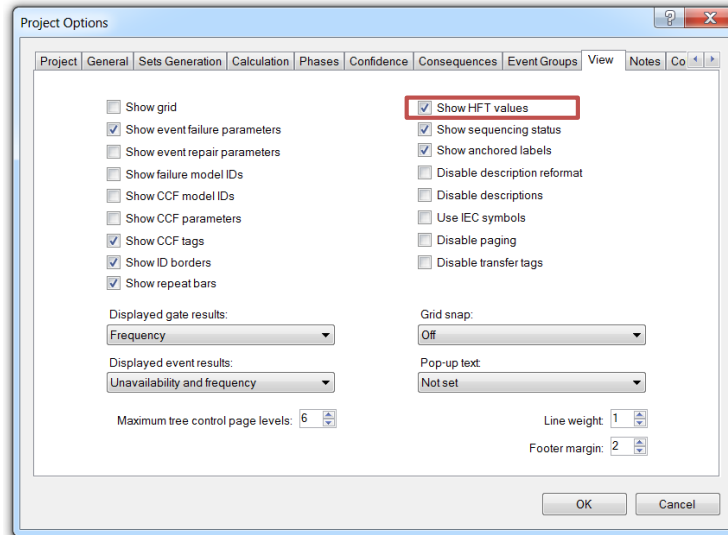 Project Options
Project General Sets Generation Calculation Phases Confidence Consequences Event Groups View Notes Co
Show grid
Show event failure parameters
Show event repair parameters
Show failure model IDs
Show CCF model IDs
Show CCF parameters
Show CCF tags
Show ID borders
Show repeat bars
Show HFT values
Show sequencing status
Show anchored labels
Disable description reformat
Disable descriptions
Use IEC symbols
Disable paging
Disable transfer tags
Displayed gate results:
Frequency
Displayed event results:
Unavailability and frequency
Maximum tree control page levels: 6
Grid snap:
Off
Pop-up text:
Not set
Line weight: 1
Footer margin: 2
OK Cancel